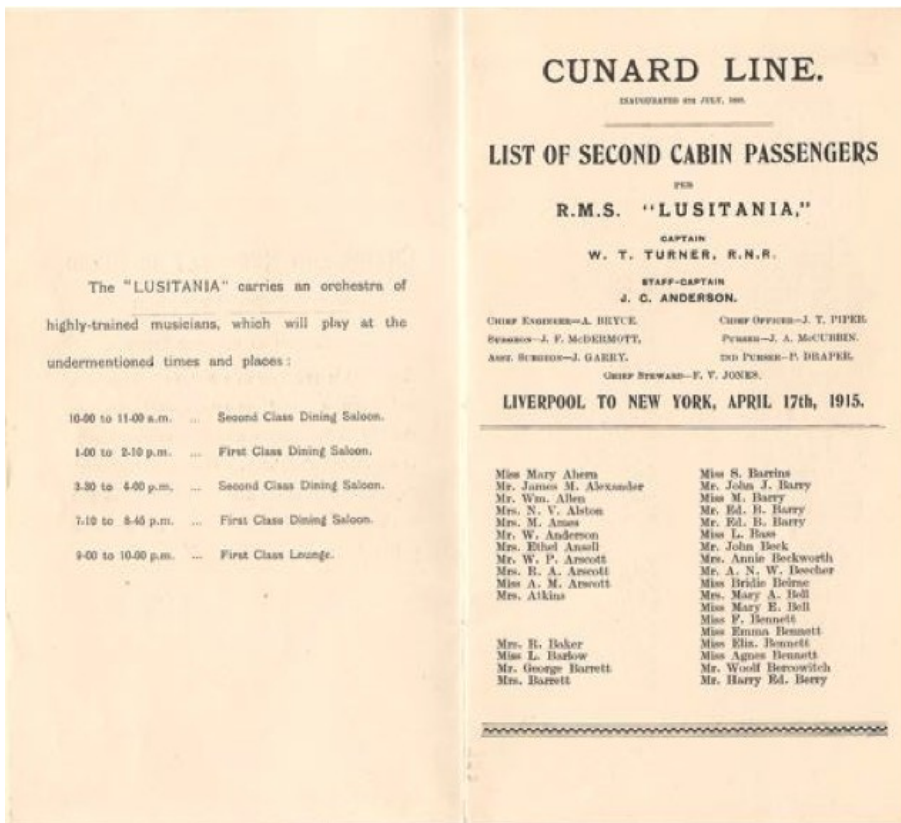 The "LUSITANIA" carries an orchestra of
highly-trained musicians, which will play at the
undermentioned times and places:
10-00 to 11-00 a.m. ... Second Class Dining Saloon.
1-00 to 2-10 p.m. ... First Class Dining Saloon.
3-30 to 4-00 p.m. ... Second Class Dining Saloon.
7-10 to 8-45 p.m. ... First Class Dining Saloon.
9-00 to 10-00 p.m. ... First Class Lounge.
CUNARD LINE.
INAUGURATED 4TH JULY,
LIST OF SECOND CABIN PASSENGERS
PER
R.M.S. "LUSITANIA,"
CAPTAIN
W. T. TURNER, R.N.R.
STAFF-CAPTAIN
J. C. ANDERSON.
CHIEF ENGINEER—A. BRYCE. CHIEF OFFICER—J. T. PIPER.
SURGEON—J. F. McDERMOTT, PURSER—J. A. McCUBBIN.
ASST. SURGEON—J. GARRY. 2ND PURSER—P. DRAPER.
CHIEF STEWARD—F. V. JONES.
LIVERPOOL TO NEW YORK, APRIL 17th, 1915.
Miss Mary Ahern
Mr. James M. Alexander
Mr. Wm. Allen
Mrs. N. V. Alston
Mrs. M. Ames
Mr. W. Anderson
Mrs. Ethel Ansell
Mr. W. P. Arscott
Mrs. R. A. Arscott
Miss A. M. Arscott
Mrs. Atkins
Mrs. R. Baker
Miss L. Barlow
Mr. George Barrett
Mrs. Barrett
Miss S. Barrins
Mr. John J. Barry
Miss M. Barry
Mr. Ed. B. Barry
Mr. Ed. B. Barry
Miss L. Bass
Mr. John Beck
Mrs. Annie Beckworth
Mr. A. N. W. Beecher
Miss Bridie Beirne
Mrs. Mary A. Bell
Miss Mary E. Bell
Miss F. Bennett
Miss Emma Bennett
Miss Eliz. Bennett
Miss Agnes Bennett
Mr. Woolf Bercowitch
Mr. Harry Ed. Berry